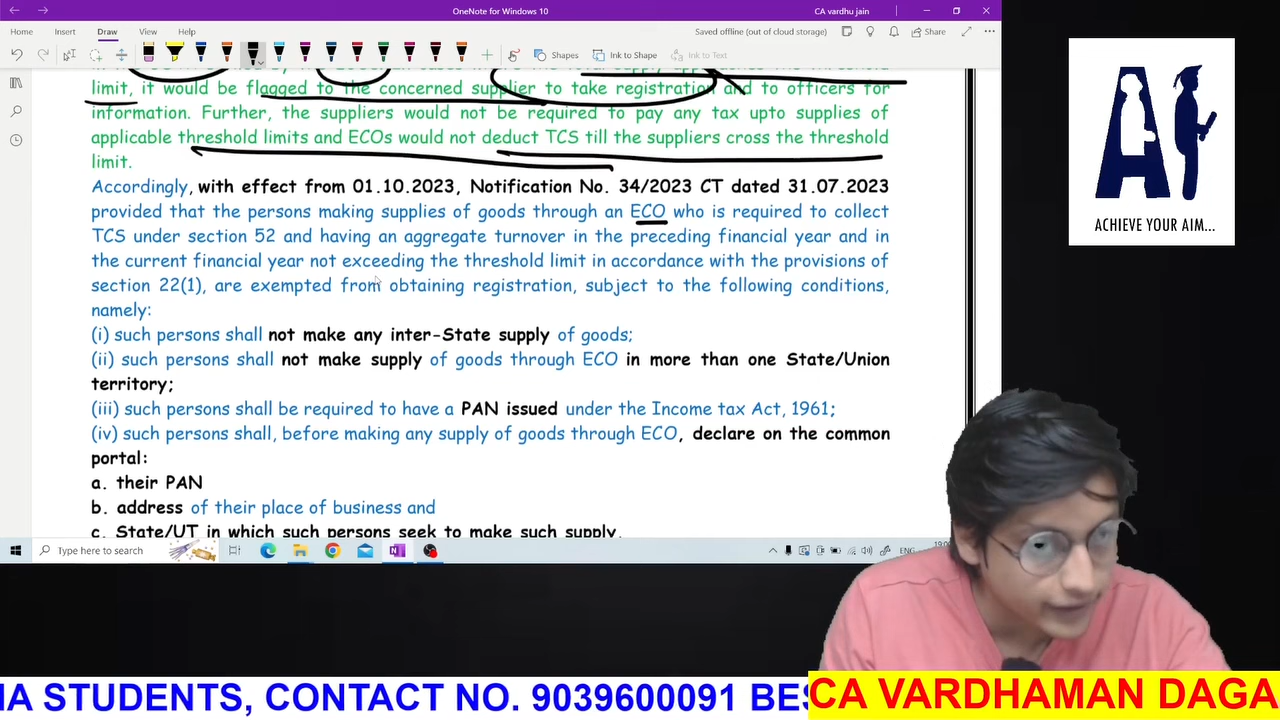 OneNote for Windows 10
CA vardhu jain
Home Insert Draw View Help
Saved offline (out of cloud storage)
Share
Shapes
Ink to Shape
Ink to Text
limit, it would be flagged to the concerned supplier to take registration and to officers for
information. Further, the suppliers would not be required to pay any tax upto supplies of
applicable threshold limits and ECOs would not deduct TCS till the suppliers cross the threshold
limit.
Accordingly, with effect from 01.10.2023, Notification No. 34/2023 CT dated 31.07.2023
provided that the persons making supplies of goods through an ECO who is required to collect
TCS under section 52 and having an aggregate turnover in the preceding financial year and in
the current financial year not exceeding the threshold limit in accordance with the provisions of
section 22(1), are exempted from obtaining registration, subject to the following conditions,
namely:
(i) such persons shall not make any inter-State supply of goods;
(ii) such persons shall not make supply of goods through ECO in more than one State/Union
territory;
(iii) such persons shall be required to have a PAN issued under the Income tax Act, 1961;
(iv) such persons shall, before making any supply of goods through ECO, declare on the common
portal:
a. their PAN
b. address of their place of business and
c. State/UT in which such persons seek to make such supply.
Type here to search
ENG
AI
ACHIEVE YOUR AIM...
STUDENTS, CONTACT NO. 9039600091
CA VARDHAMAN DAGA